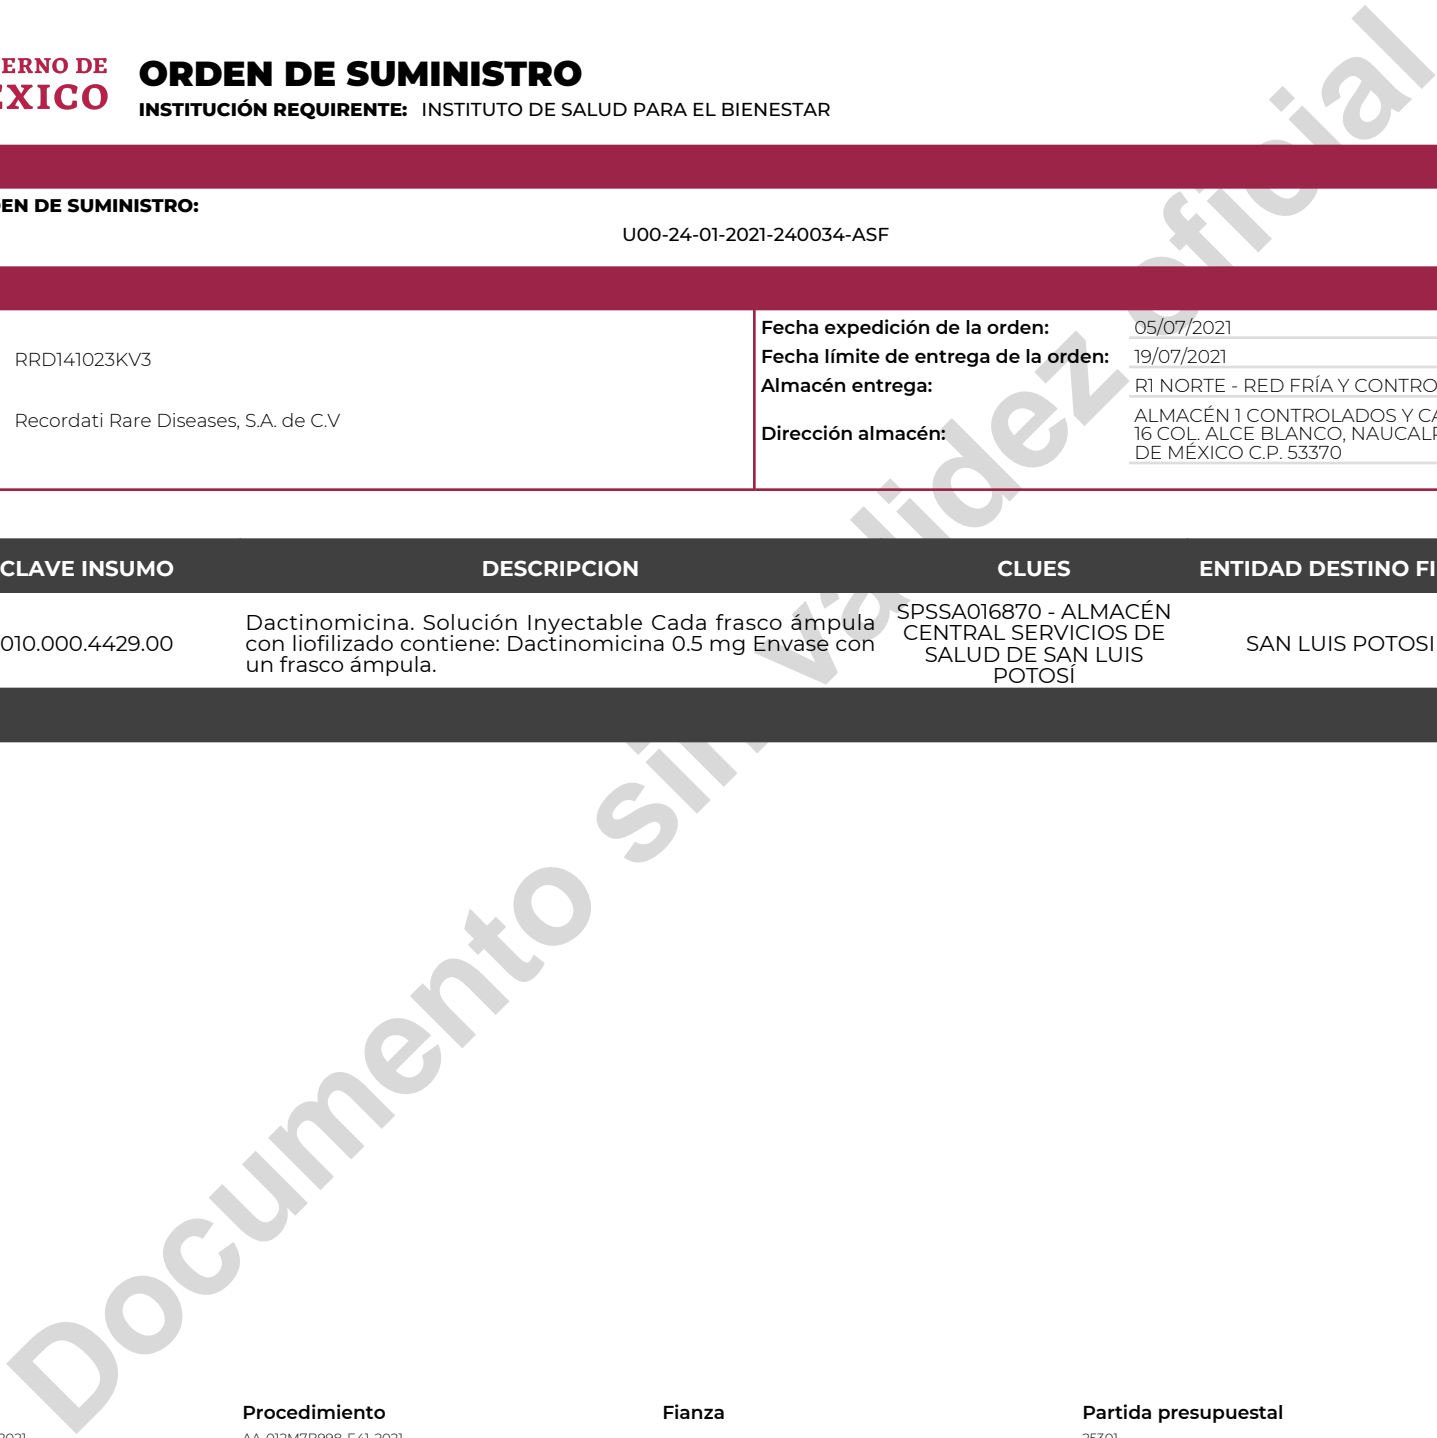 ERNO DE
EXICO
ORDEN DE SUMINISTRO
INSTITUCIÓN REQUIRENTE: INSTITUTO DE SALUD PARA EL BIENESTAR
EN DE SUMINISTRO:
U00-24-01-2021-240034-ASF
RRD141023KV3
Recordati Rare Diseases, S.A. de C.V
Fecha expedición de la orden: 05/07/2021
Fecha límite de entrega de la orden: 19/07/2021
Almacén entrega: R1 NORTE - RED FRÍA Y CONTRO
Dirección almacén:
ALMACÉN 1 CONTROLADOS Y CA
16 COL. ALCE BLANCO, NAUCALP
DE MÉXICO C.P. 53370
CLAVE INSUMO DESCRIPCION CLUES ENTIDAD DESTINO FI
010.000.4429.00
Dactinomicina. Solución Inyectable Cada frasco ámpula
con liofilizado contiene: Dactinomicina 0.5 mg Envase con
un frasco ámpula.
SPSSA016870 - ALMACÉN
CENTRAL SERVICIOS DE
SALUD DE SAN LUIS
POTOSÍ
SAN LUIS POTOSI
Documento sin validez oficial
Procedimiento Fianza Partida presupuestal